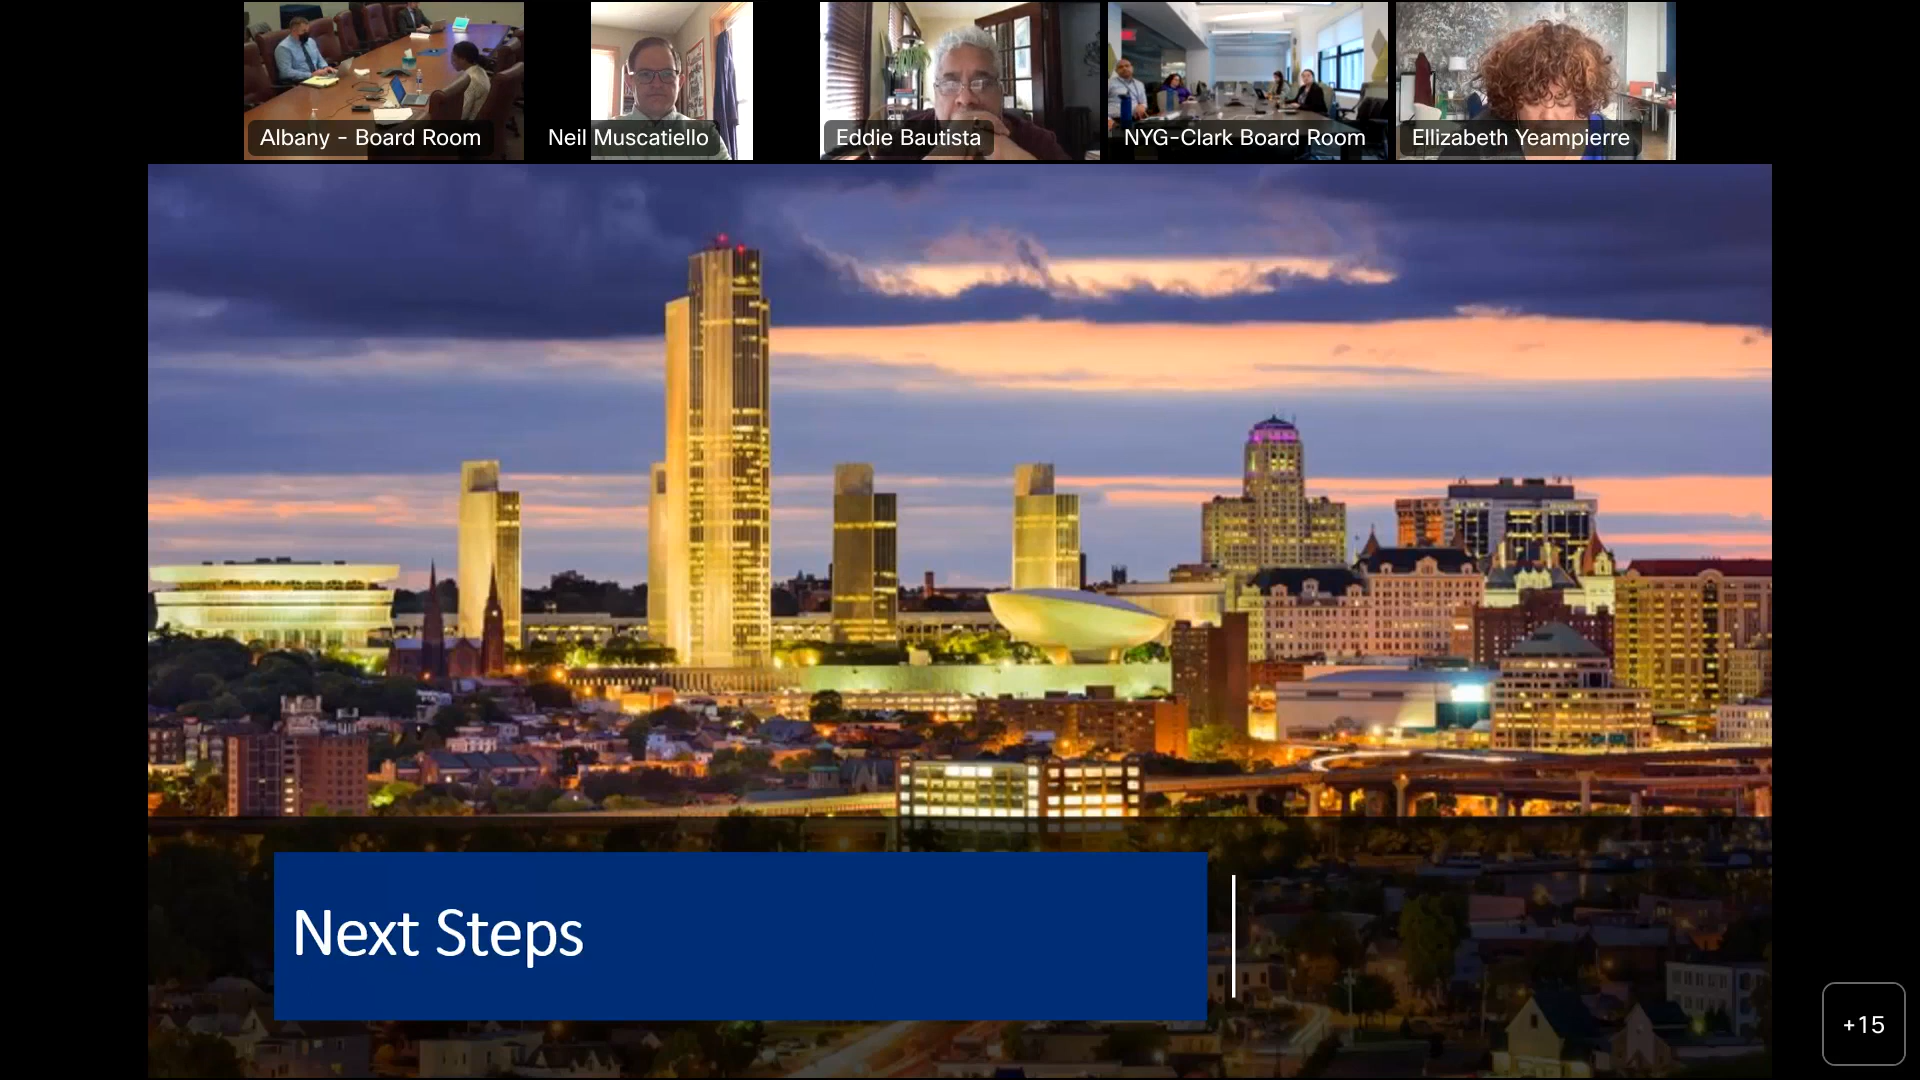 Albany - Board Room
Neil Muscatiello
Eddie Bautista
NYG-Clark Board Room
Ellizabeth Yeampierre
Next Steps
+15